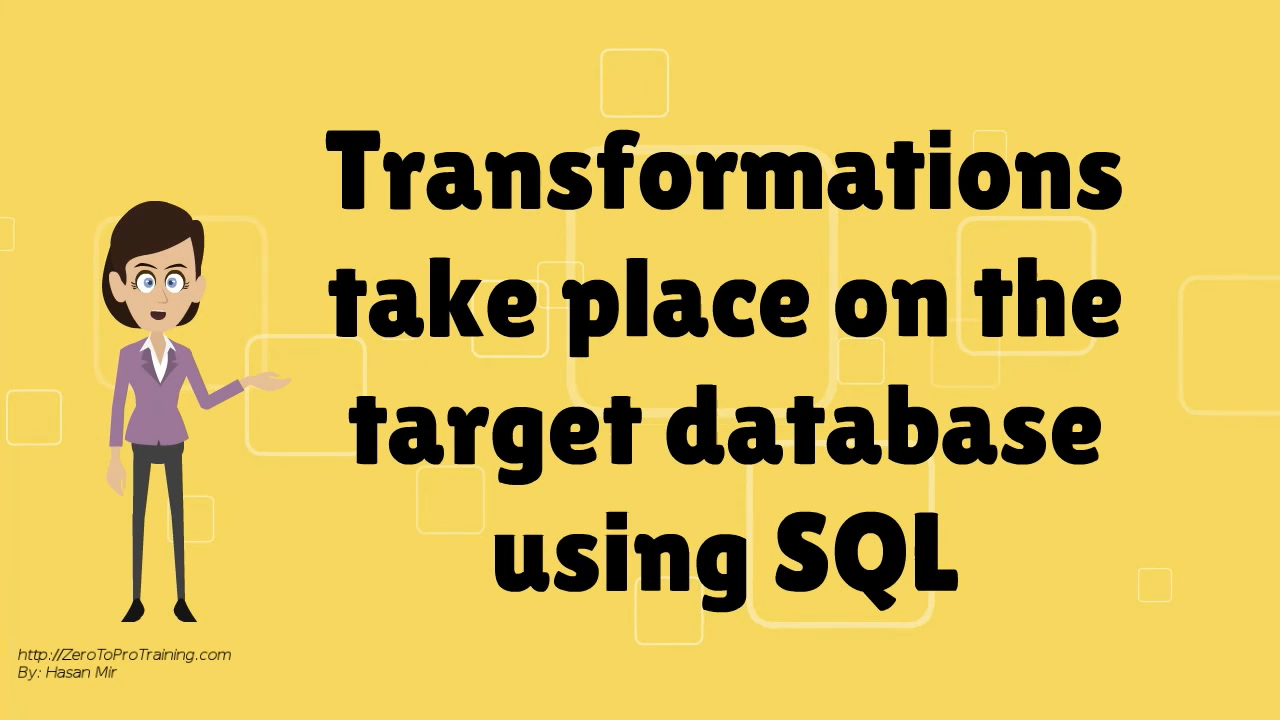 Transformations
take place on the
target database
using SQL
http://ZeroToProTraining.com
By: Hasan Mir